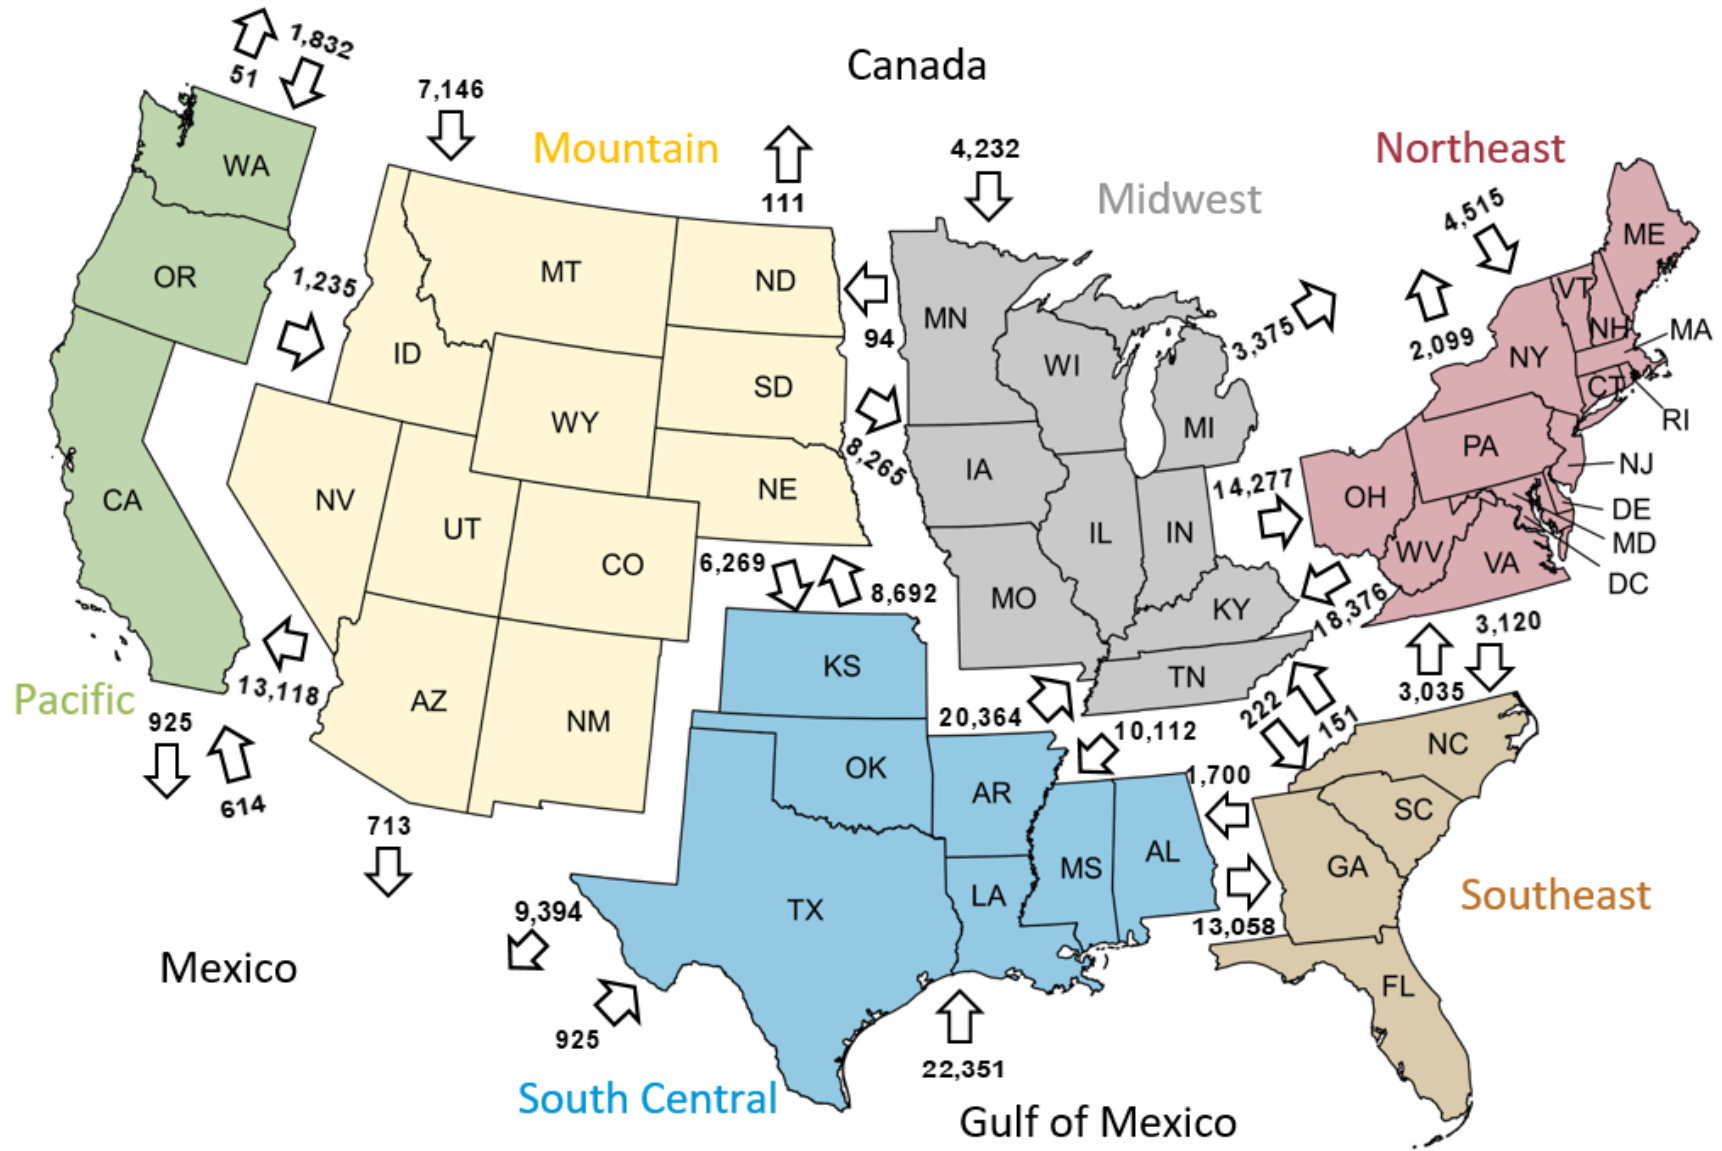 1,832
51
Canada
7,146
Mountain
Northeast
4,232
Midwest
111
4,515
WA
ME
MT
ND
OR
1,235
VT
MN
NH
MA
94
3,375
2,099
ID
WI
NY
SD
CT
WY
RI
MI
8,265
PA
IA
NJ
NE
14,277
NV
CA
OH
DE
UT
IL
IN
MD
WV
CO
6,269
VA
DC
8,692
MO
KY
18,376
3,120
KS
TN
13,118
3,035
Pacific
AZ
20,364
222
151
925
NM
10,112
NC
OK
1,700
AR
614
SC
713
AL
MS
GA
LA
Southeast
TX
9,394
13,058
Mexico
FL
925
22,351
South Central
Gulf of Mexico